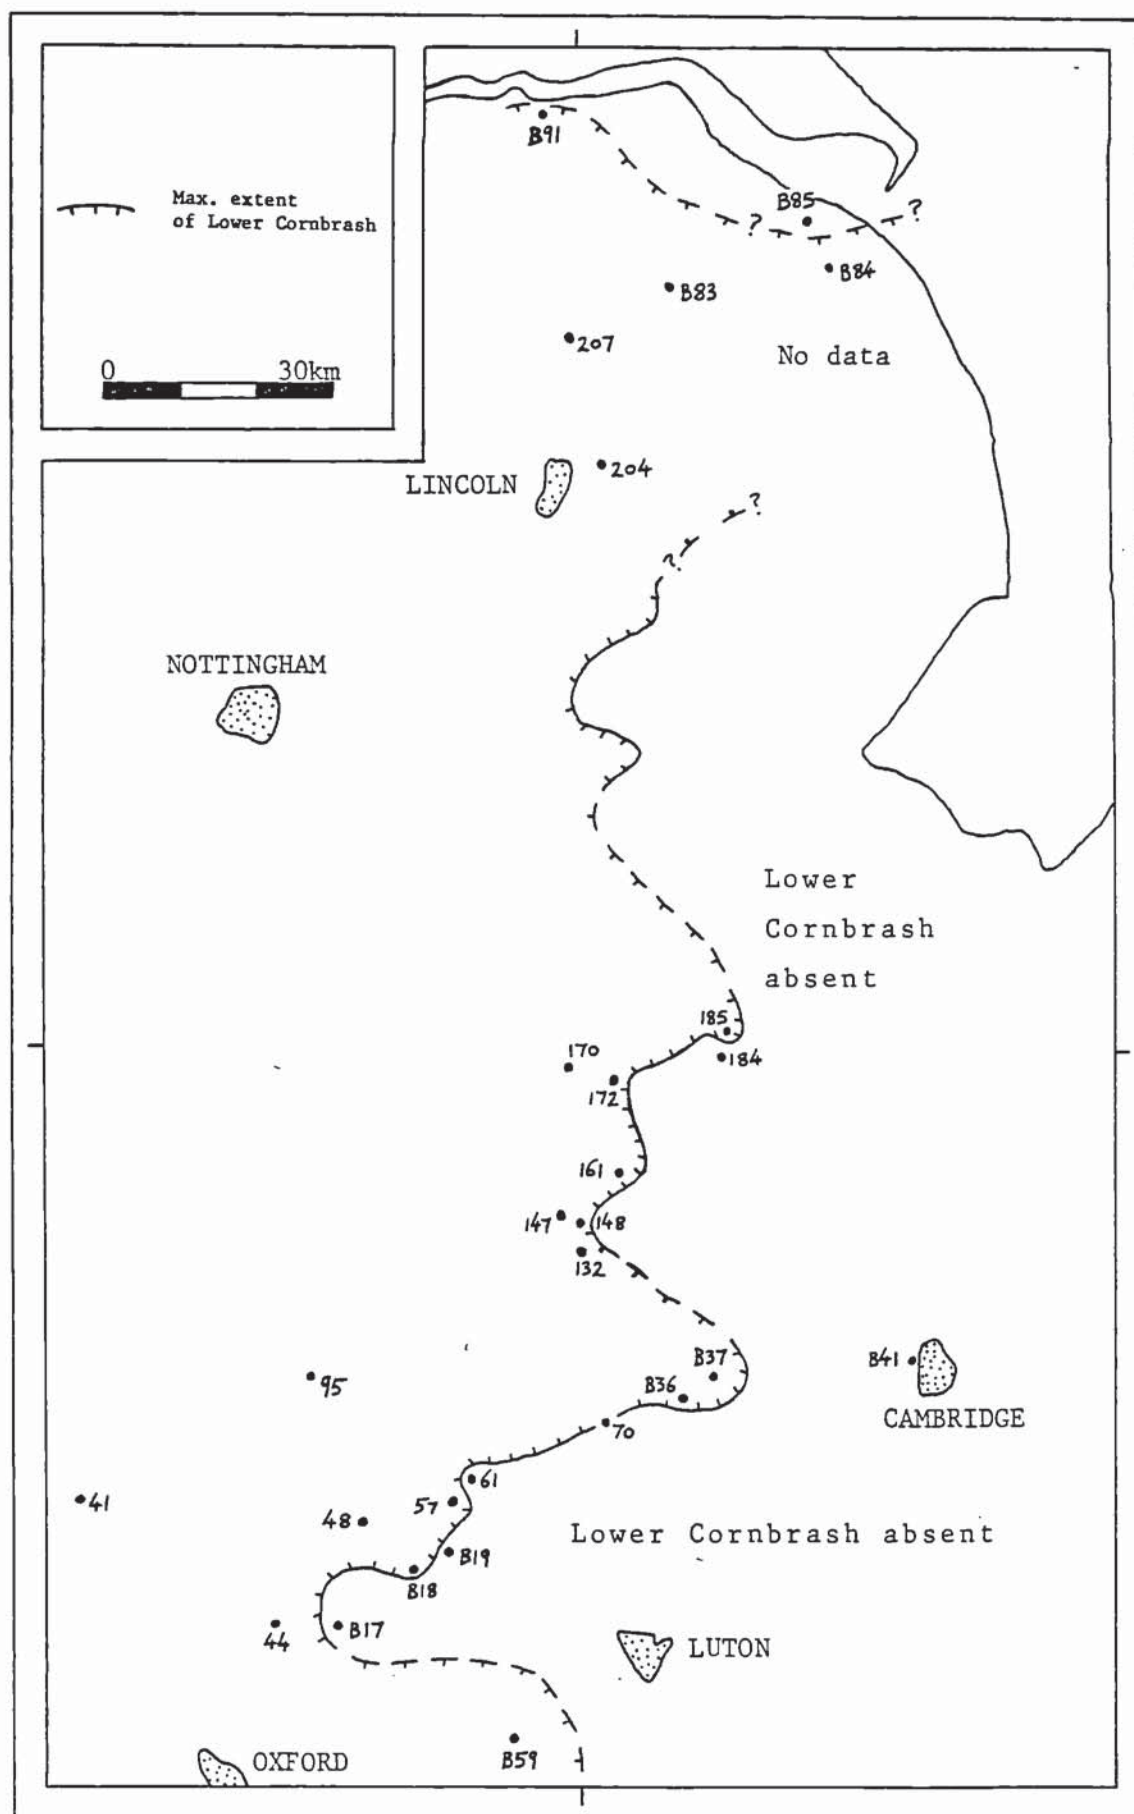 B91
Max. extent
of Lower Cornbrash
B85
?
?
B84
B83
207
No data
0 30km
204
LINCOLN
?
?
NOTTINGHAM
Lower
Cornbrash
absent
185
170
184
172
161
147
148
132
B37
B41
95
B36
CAMBRIDGE
70
61
41
57
48
Lower Cornbrash absent
B19
B18
44
B17
LUTON
B59
OXFORD